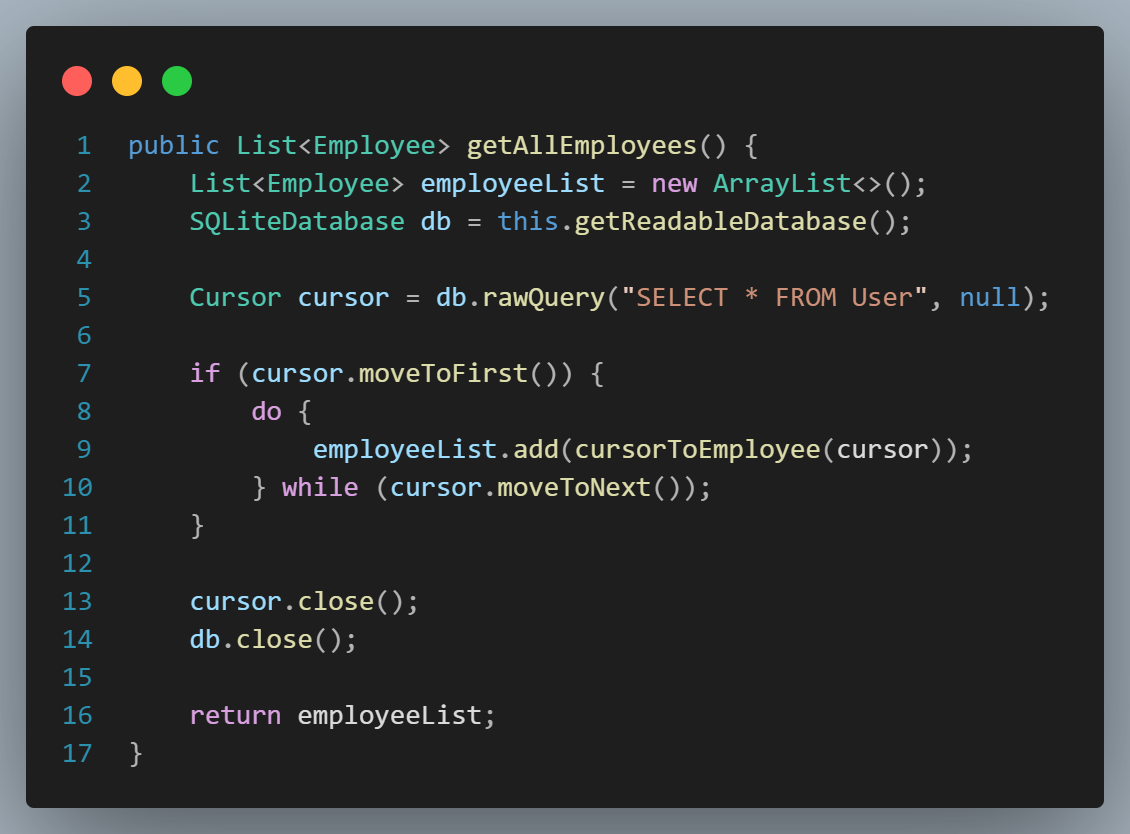 1 public List<Employee> getAllEmployees() {
2     List<Employee> employeeList = new ArrayList<>();
3     SQLiteDatabase db = this.getReadableDatabase();
4
5     Cursor cursor = db.rawQuery("SELECT * FROM User", null);
6
7     if (cursor.moveToFirst()) {
8         do {
9             employeeList.add(cursorToEmployee(cursor));
10         } while (cursor.moveToNext());
11     }
12
13     cursor.close();
14     db.close();
15
16     return employeeList;
17 }